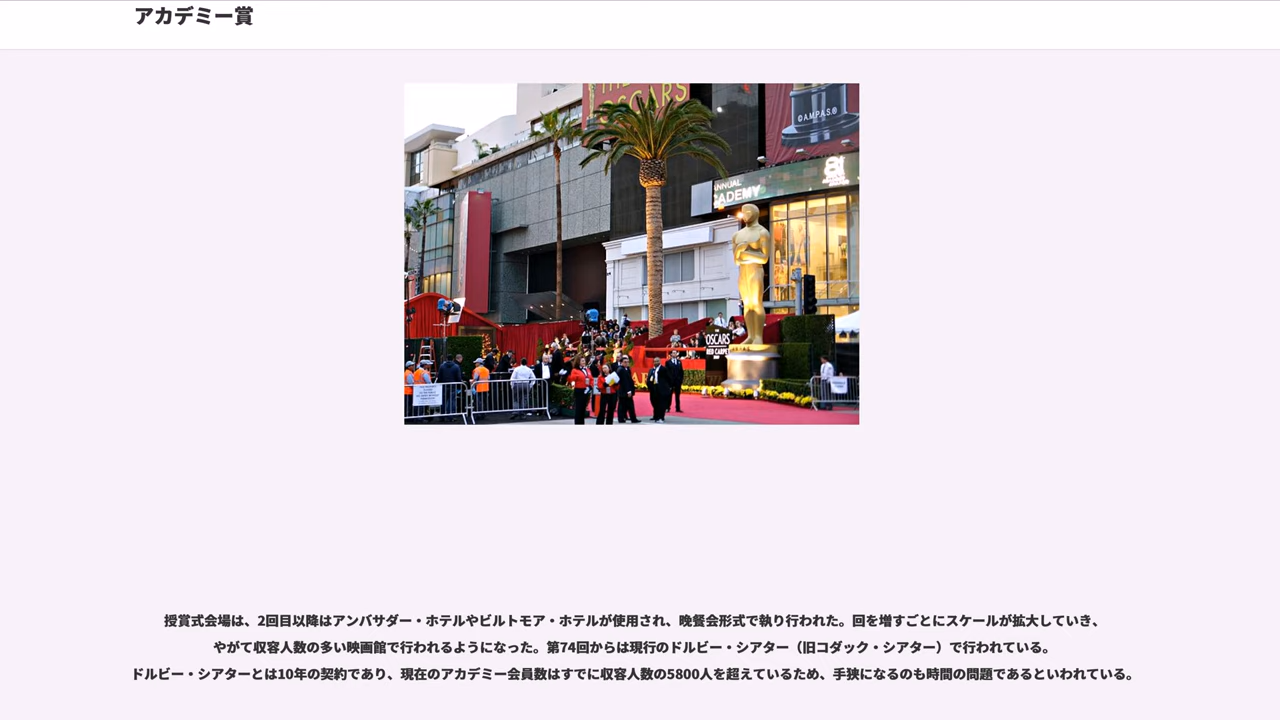 アカデミー賞
THE
OSCARS
©A.M.P.A.S.®
ANNUAL
CADEMY
81
OSCARS
RED CARPET
授賞式会場は、2回目以降はアンバサダー・ホテルやビルトモア・ホテルが使用され、晩餐会形式で執り行われた。回を増すごとにスケールが拡大していき、
やがて収容人数の多い映画館で行われるようになった。第74回からは現行のドルビー・シアター（旧コダック・シアター）で行われている。
ドルビー・シアターとは10年の契約であり、現在のアカデミー会員数はすでに収容人数の5800人を超えているため、手狭になるのも時間の問題であるといわれている。